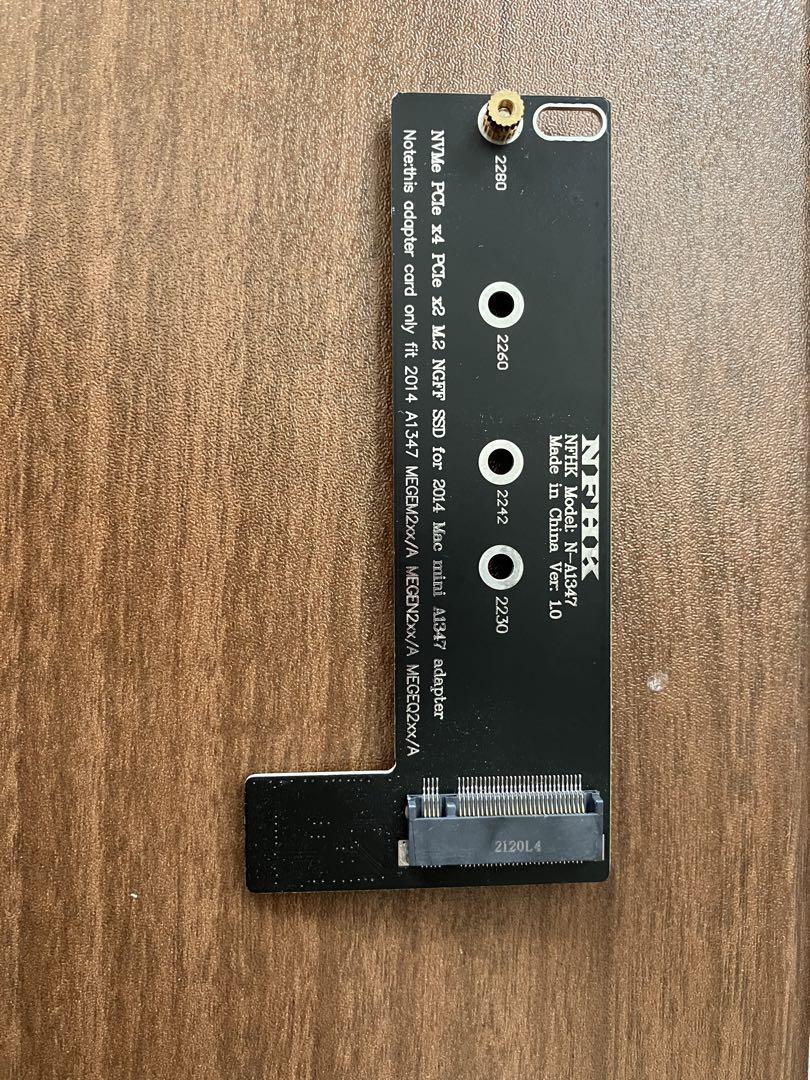 NFHK
NFHK Model: N-A1347
Made in China Ver: 1.0
2280
2260
2242
2230
NVMe PCIe x4 PCIe x2 M.2 NGFF SSD for 2014 Mac mini A1347 adapter
Note:this adapter card only fit 2014 A1347 MEGEM2xx/A MEGEN2xx/A MEGEQ2xx/A
2120L4